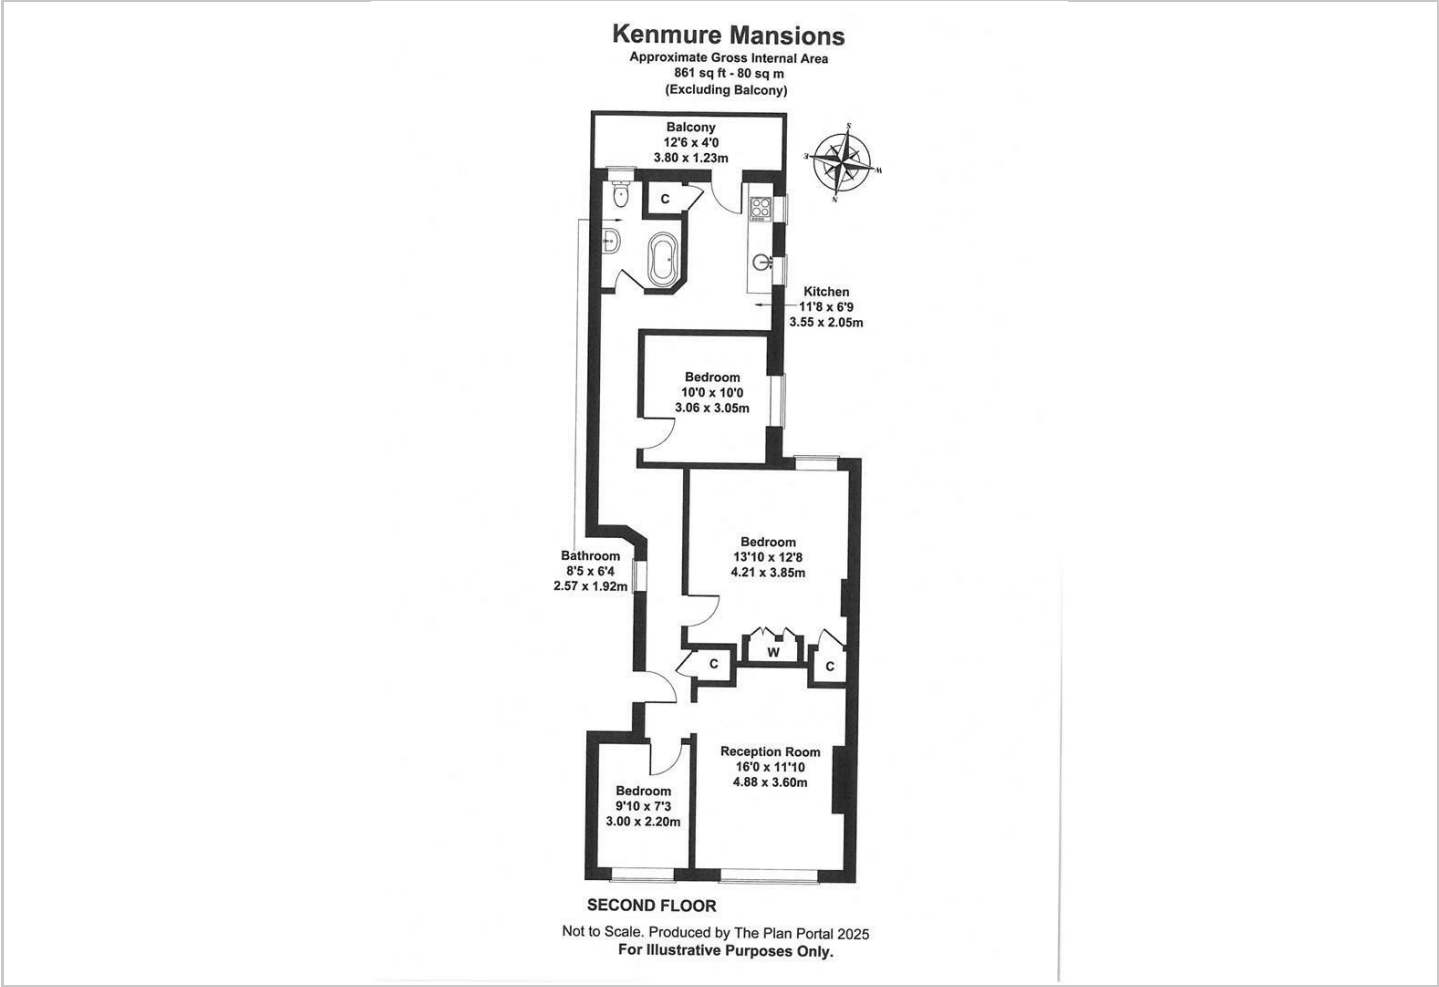 Kenmure Mansions
Approximate Gross Internal Area
861 sq ft - 80 sq m
(Excluding Balcony)
Balcony
12'6 x 4'0
3.80 x 1.23m
S
E
W
N
C
Kitchen
11'8 x 6'9
3.55 x 2.05m
Bedroom
10'0 x 10'0
3.06 x 3.05m
Bedroom
13'10 x 12'8
4.21 x 3.85m
Bathroom
8'5 x 6'4
2.57 x 1.92m
W
C
C
Reception Room
16'0 x 11'10
4.88 x 3.60m
Bedroom
9'10 x 7'3
3.00 x 2.20m
SECOND FLOOR
Not to Scale. Produced by The Plan Portal 2025
For Illustrative Purposes Only.